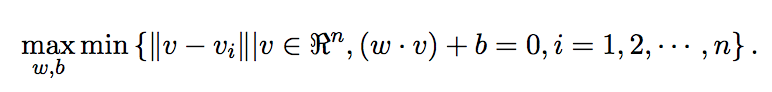 max min {‖v − v_i‖|v ∈ ℜ^n, (w · v) + b = 0, i = 1, 2, ⋯ , n} .
w,b